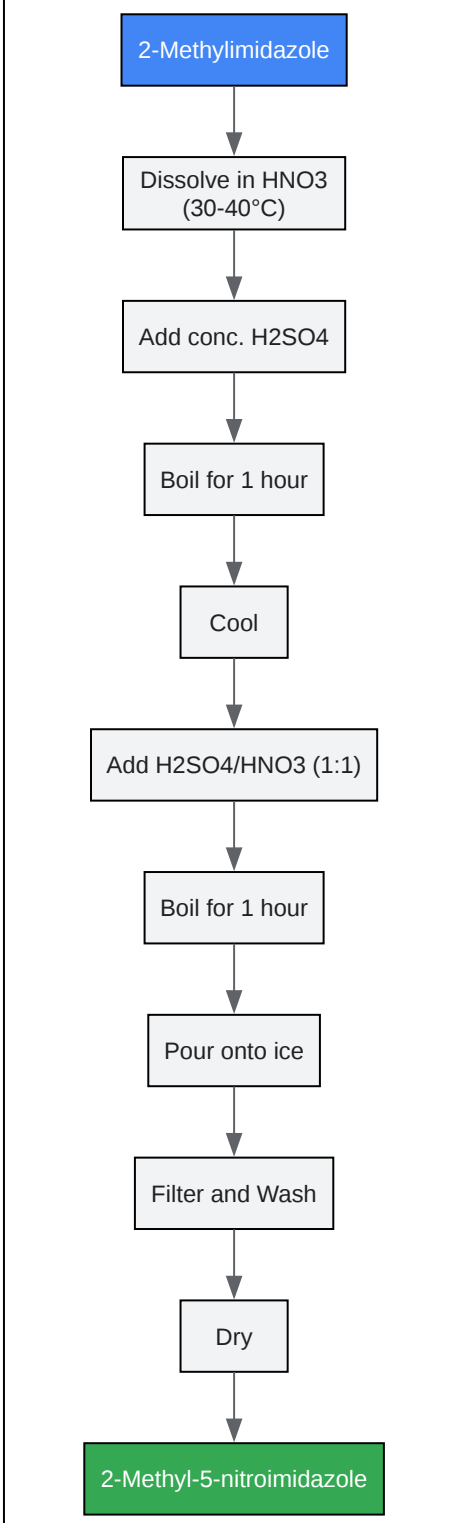 2-Methylimidazole
Dissolve in HNO3
(30-40°C)
Add conc. H2SO4
Boil for 1 hour
Cool
Add H2SO4/HNO3 (1:1)
Boil for 1 hour
Pour onto ice
Filter and Wash
Dry
2-Methyl-5-nitroimidazole